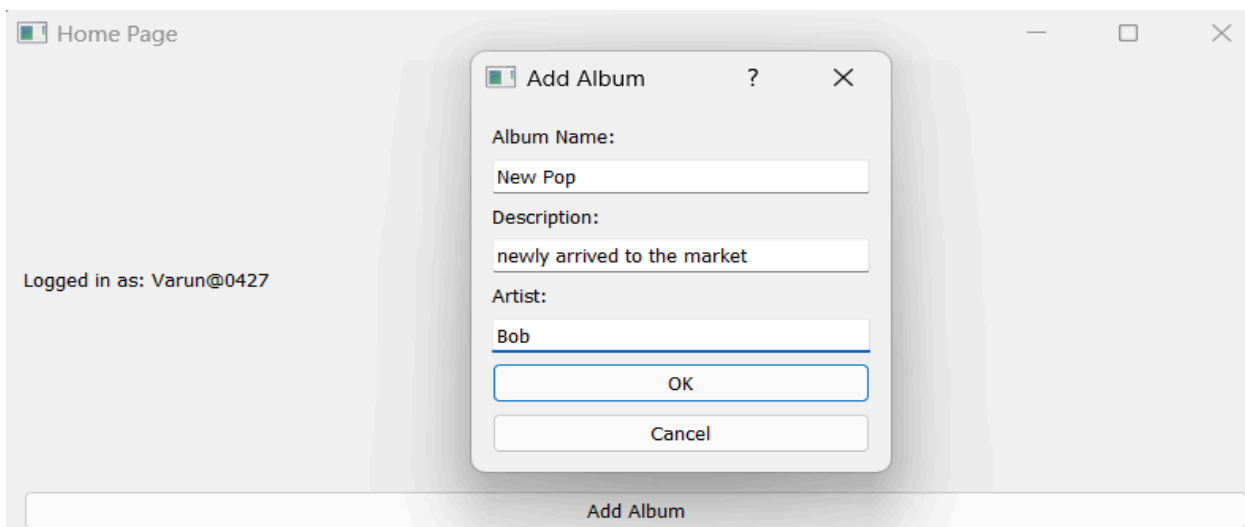 Home Page
Add Album
?
Album Name:
New Pop
Description:
newly arrived to the market
Logged in as: Varun@0427
Artist:
Bob
OK
Cancel
Add Album